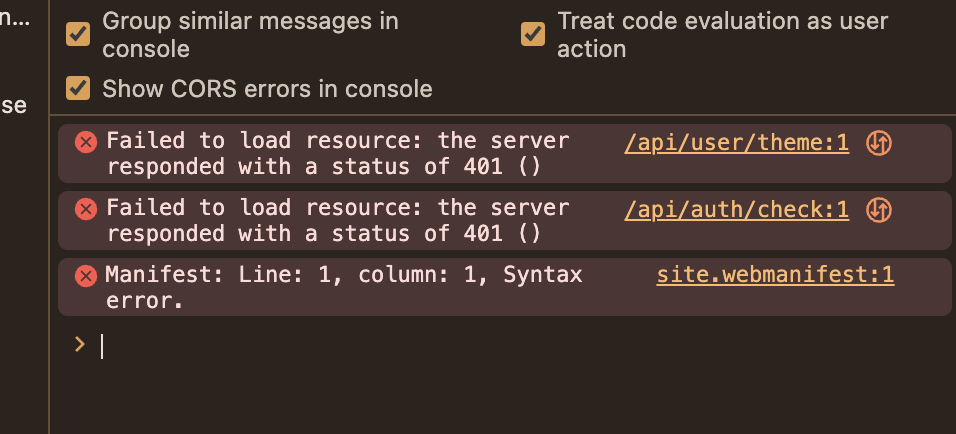 n...
se
Group similar messages in
console
Treat code evaluation as user
action
Show CORS errors in console
Failed to load resource: the server
responded with a status of 401 ()
/api/user/theme:1
Failed to load resource: the server
responded with a status of 401 ()
/api/auth/check:1
Manifest: Line: 1, column: 1, Syntax
error.
site.webmanifest:1